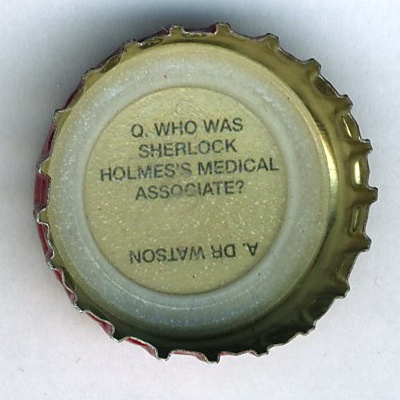 Q. WHO WAS
SHERLOCK
HOLMES'S MEDICAL
ASSOCIATE?
A. DR WATSON